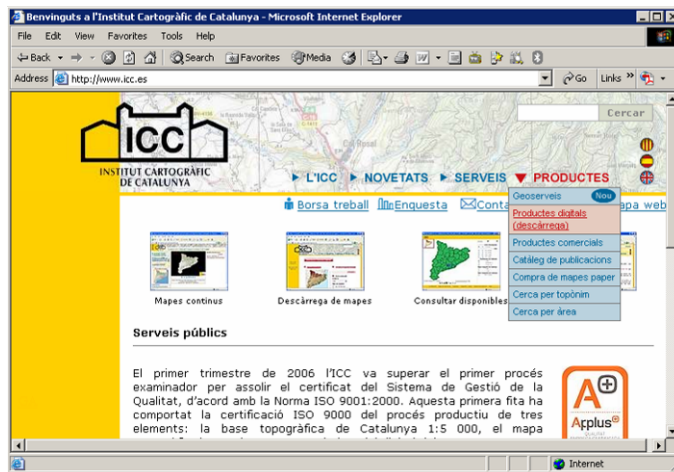 Benvinguts a l'Institut Cartogràfic de Catalunya - Microsoft Internet Explorer
File Edit View Favorites Tools Help
Back Search Favorites Media
Address http://www.icc.es Go Links »
Cercar
ICC
INSTITUT CARTOGRÀFIC
DE CATALUNYA
L'ICC NOVETATS SERVEIS PRODUCTES
Borsa treball Enquesta Conta apa web
Geoserveis Nou
Productes digitals
(descàrrega)
Productes comercials
Catàleg de publicacions
Compra de mapes paper
Cerca per topònim
Cerca per àrea
Mapes continus Descàrrega de mapes Consultar disponibles
Serveis públics
El primer trimestre de 2006 l'ICC va superar el primer procés
examinador per assolir el certificat del Sistema de Gestió de la
Qualitat, d'acord amb la Norma ISO 9001:2000. Aquesta primera fita ha
comportat la certificació ISO 9000 del procés productiu de tres
elements: la base topogràfica de Catalunya 1:5 000, el mapa
A+
Applus+
Internet